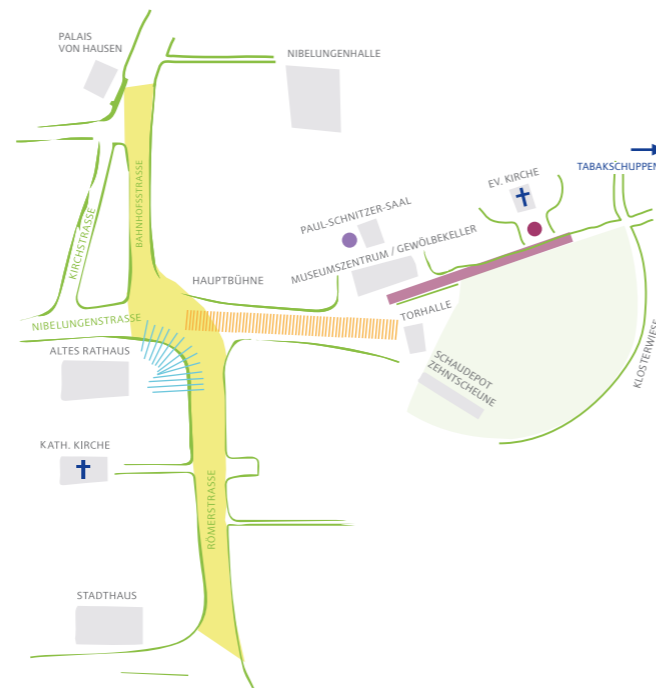 PALAIS
VON HAUSEN
NIBELUNGENHALLE
TABAKSCHUPPEN
EV. KIRCHE
BAHNHOFSTRASSE
KIRCHSTRASSE
PAUL-SCHNITZER-SAAL
MUSEUMSZENTRUM / GEWÖLBEKELLER
HAUPTBÜHNE
TORHALLE
NIBELUNGENSTRASSE
ALTES RATHAUS
SCHAUDEPOT
ZEHNTSCHEUNE
KLOSTERWIESE
KATH. KIRCHE
RÖMERSTRASSE
STADTHAUS